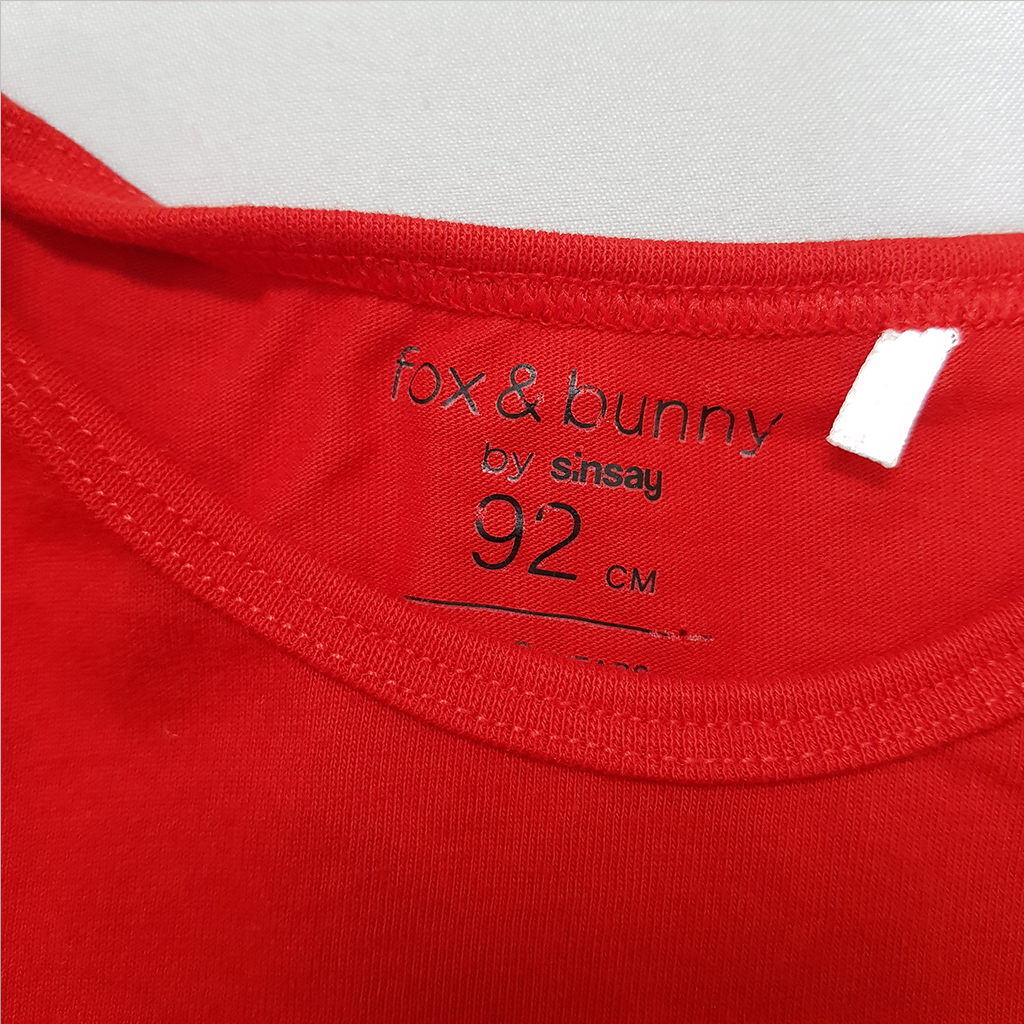 fox & bunny
by sinsay
92 CM